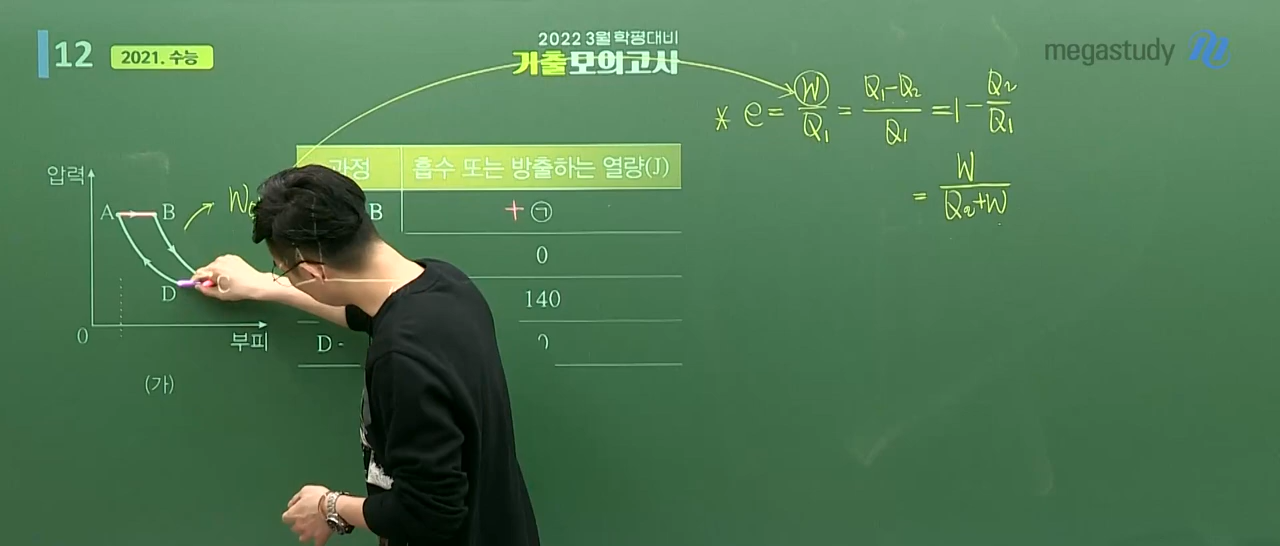 12 2021. 수능
2022 3월 학평대비
기출모의고사
megastudy
* e = W/Q₁ = Q₁-Q₂/Q₁ = 1 - Q₂/Q₁
= W/Q₂+W
과정 흡수 또는 방출하는 열량(J)
B + ㉠
0
140
D -
압력
A B
D C
0 부피
(가)